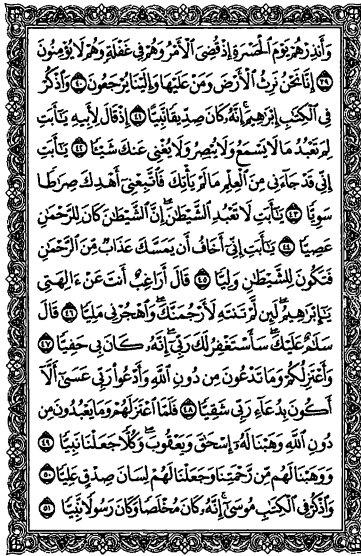 وَأَنذِرْهُمْ يَوْمَ الْحَسْرَةِ إِذْ قُضِيَ الْأَمْرُ وَهُمْ فِي غَفْلَةٍ وَهُمْ لَا يُؤْمِنُونَ
٣٩ إِنَّا نَحْنُ نَرِثُ الْأَرْضَ وَمَنْ عَلَيْهَا وَإِلَيْنَا يُرْجَعُونَ ٤٠ وَاذْكُرْ
فِي الْكِتَابِ إِبْرَاهِيمَ إِنَّهُ كَانَ صِدِّيقًا نَّبِيًّا ٤١ إِذْ قَالَ لِأَبِيهِ يَا أَبَتِ
لِمَ تَعْبُدُ مَا لَا يَسْمَعُ وَلَا يُبْصِرُ وَلَا يُغْنِي عَنكَ شَيْئًا ٤٢ يَا أَبَتِ
إِنِّي قَدْ جَاءَنِي مِنَ الْعِلْمِ مَا لَمْ يَأْتِكَ فَاتَّبِعْنِي أَهْدِكَ صِرَاطًا
سَوِيًّا ٤٣ يَا أَبَتِ لَا تَعْبُدِ الشَّيْطَانَ إِنَّ الشَّيْطَانَ كَانَ لِلرَّحْمَٰنِ
عَصِيًّا ٤٤ يَا أَبَتِ إِنِّي أَخَافُ أَن يَمَسَّكَ عَذَابٌ مِّنَ الرَّحْمَٰنِ
فَتَكُونَ لِلشَّيْطَانِ وَلِيًّا ٤٥ قَالَ أَرَاغِبٌ أَنتَ عَنْ آلِهَتِي
يَا إِبْرَاهِيمُ لَئِن لَّمْ تَنتَهِ لَأَرْجُمَنَّكَ وَاهْجُرْنِي مَلِيًّا ٤٦ قَالَ
سَلَامٌ عَلَيْكَ سَأَسْتَغْفِرُ لَكَ رَبِّي إِنَّهُ كَانَ بِي حَفِيًّا ٤٧
وَأَعْتَزِلُكُمْ وَمَا تَدْعُونَ مِن دُونِ اللَّهِ وَأَدْعُو رَبِّي عَسَىٰ أَلَّا
أَكُونَ بِدُعَاءِ رَبِّي شَقِيًّا ٤٨ فَلَمَّا اعْتَزَلَهُمْ وَمَا يَعْبُدُونَ مِن
دُونِ اللَّهِ وَهَبْنَا لَهُ إِسْحَٰقَ وَيَعْقُوبَ وَكُلًّا جَعَلْنَا نَبِيًّا ٤٩
وَوَهَبْنَا لَهُم مِّن رَّحْمَتِنَا وَجَعَلْنَا لَهُمْ لِسَانَ صِدْقٍ عَلِيًّا ٥٠
وَاذْكُرْ فِي الْكِتَابِ مُوسَىٰ إِنَّهُ كَانَ مُخْلَصًا وَكَانَ رَسُولًا نَّبِيًّا ٥١